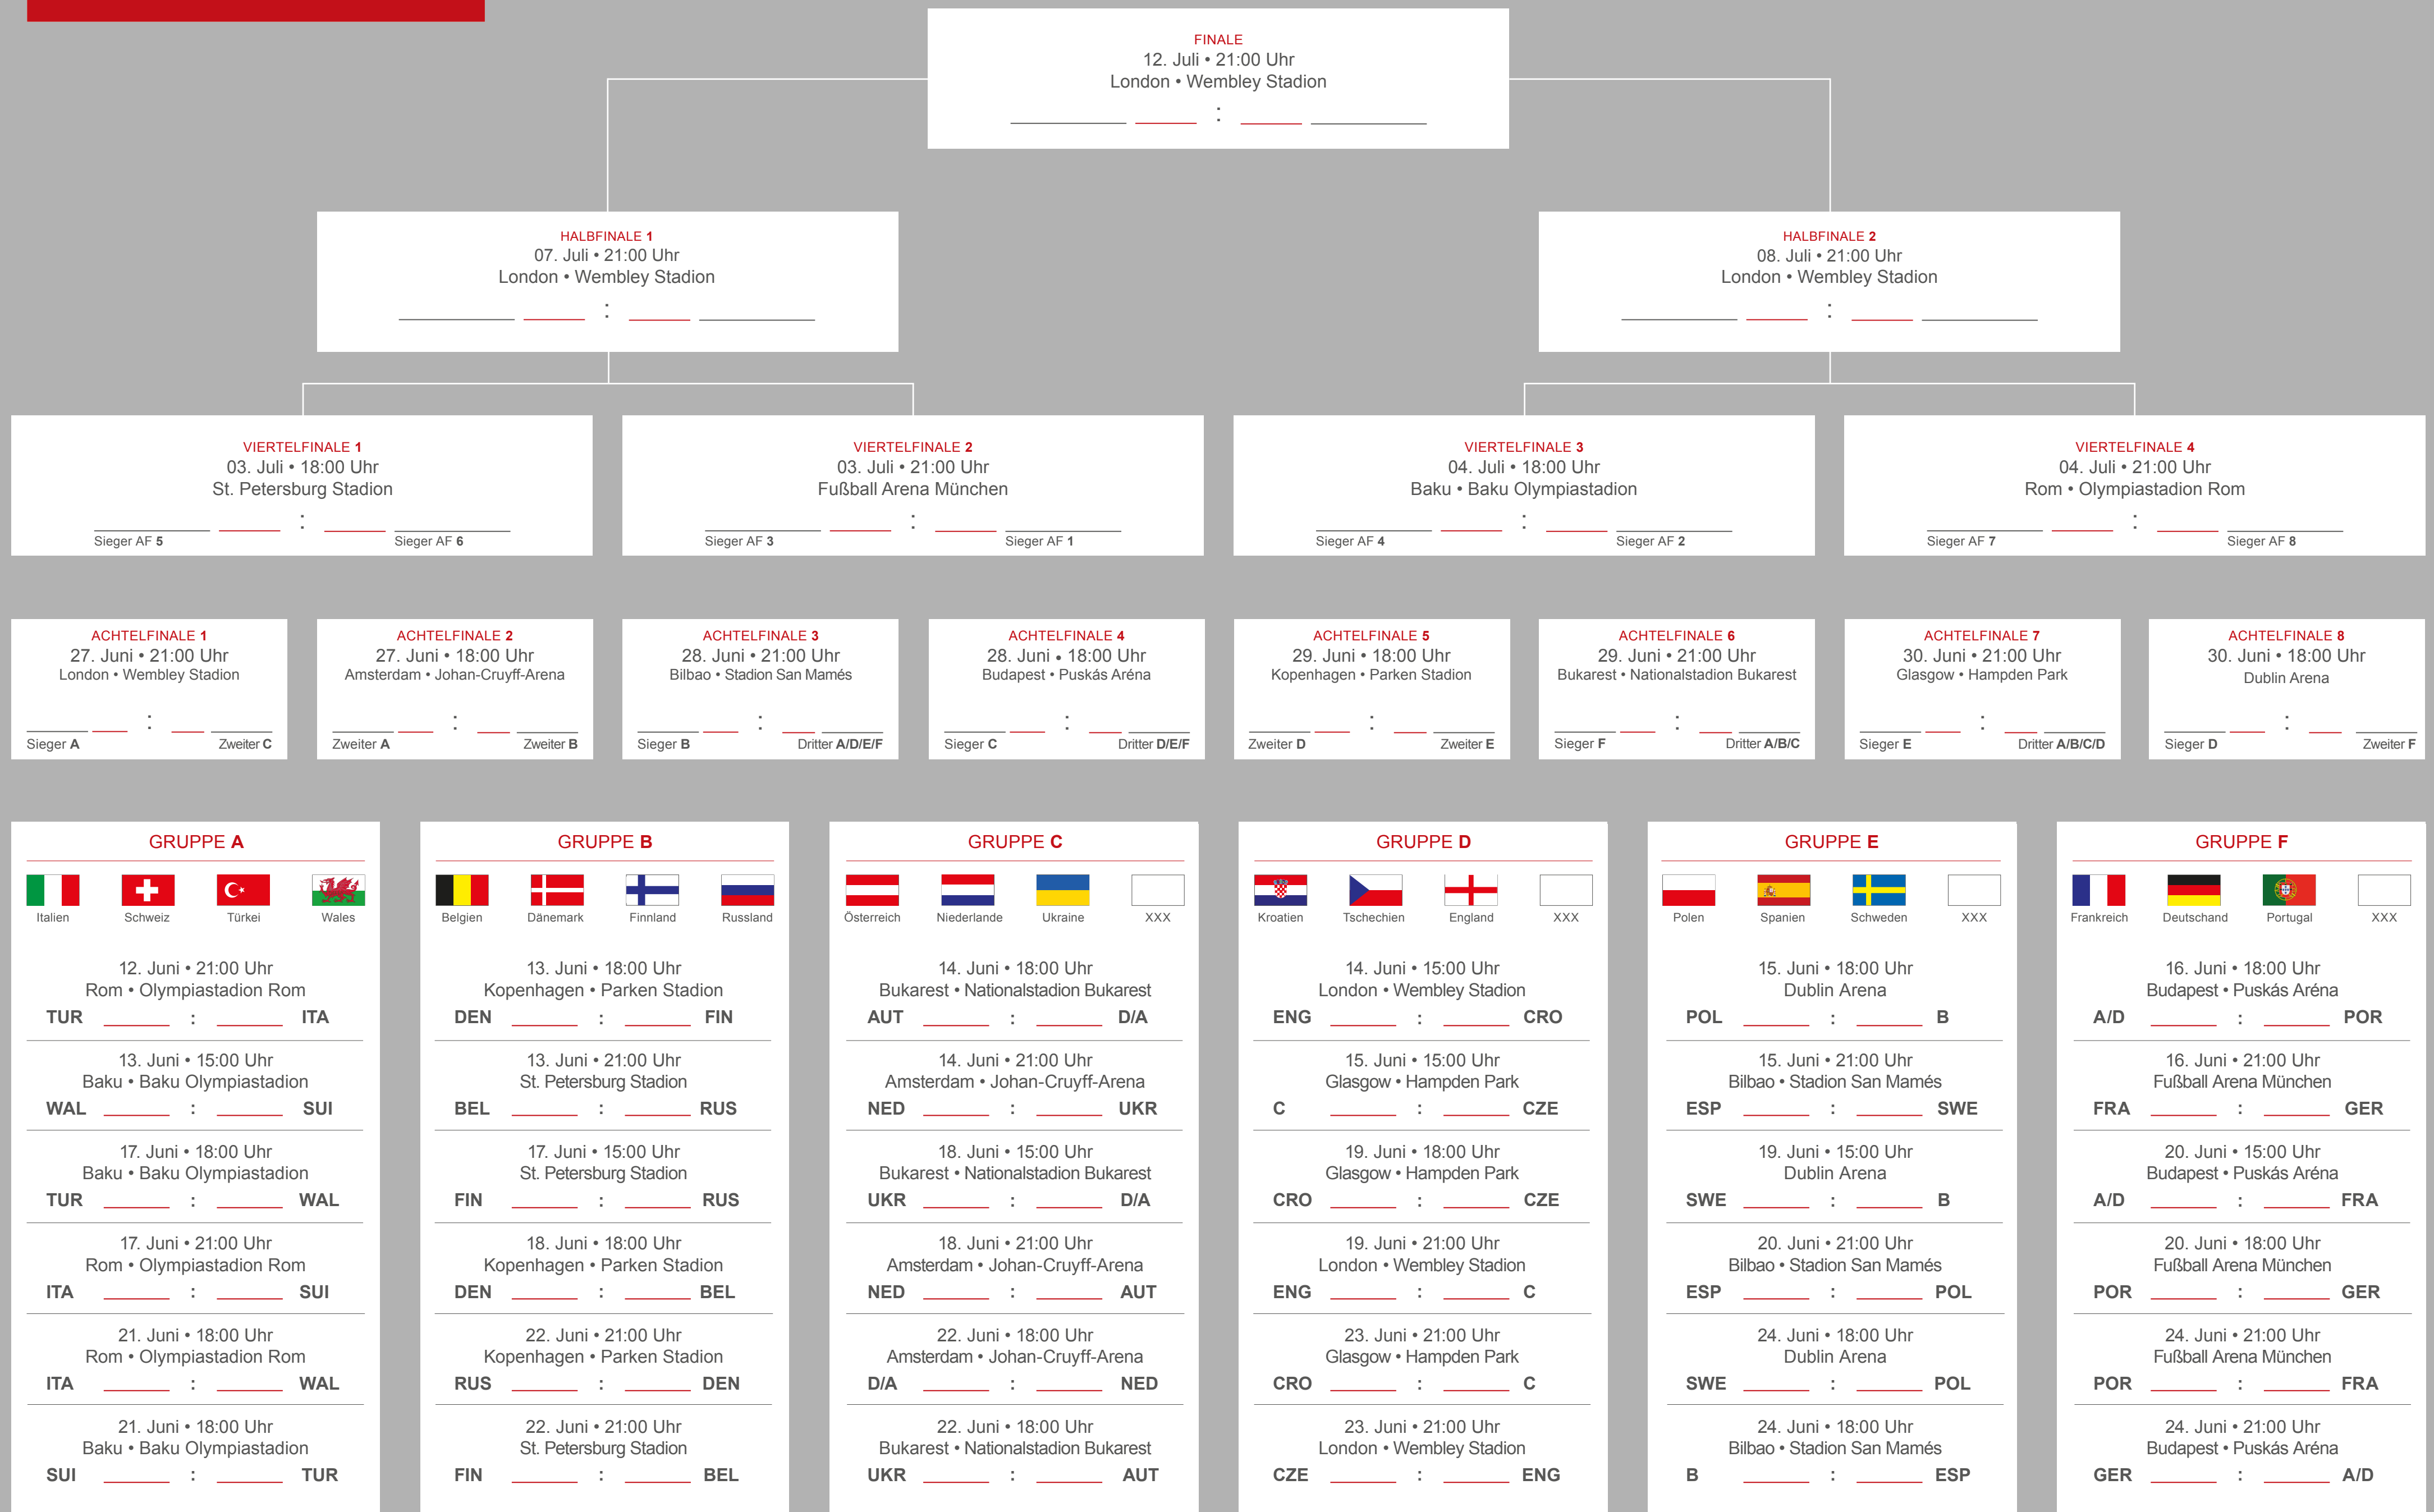 FINALE
12. Juli • 21:00 Uhr
London • Wembley Stadion
:
HALBFINALE 1
07. Juli • 21:00 Uhr
London • Wembley Stadion
:
HALBFINALE 2
08. Juli • 21:00 Uhr
London • Wembley Stadion
:
VIERTELFINALE 1
03. Juli • 18:00 Uhr
St. Petersburg Stadion
:
Sieger AF 5 Sieger AF 6
VIERTELFINALE 2
03. Juli • 21:00 Uhr
Fußball Arena München
:
Sieger AF 3 Sieger AF 1
VIERTELFINALE 3
04. Juli • 18:00 Uhr
Baku • Baku Olympiastadion
:
Sieger AF 4 Sieger AF 2
VIERTELFINALE 4
04. Juli • 21:00 Uhr
Rom • Olympiastadion Rom
:
Sieger AF 7 Sieger AF 8
ACHTELFINALE 1
27. Juni • 21:00 Uhr
London • Wembley Stadion
:
Sieger A Zweiter C
ACHTELFINALE 2
27. Juni • 18:00 Uhr
Amsterdam • Johan-Cruyff-Arena
:
Zweiter A Zweiter B
ACHTELFINALE 3
28. Juni • 21:00 Uhr
Bilbao • Stadion San Mamés
:
Sieger B Dritter A/D/E/F
ACHTELFINALE 4
28. Juni • 18:00 Uhr
Budapest • Puskás Aréna
:
Sieger C Dritter D/E/F
ACHTELFINALE 5
29. Juni • 18:00 Uhr
Kopenhagen • Parken Stadion
:
Zweiter D Zweiter E
ACHTELFINALE 6
29. Juni • 21:00 Uhr
Bukarest • Nationalstadion Bukarest
:
Sieger F Dritter A/B/C
ACHTELFINALE 7
30. Juni • 21:00 Uhr
Glasgow • Hampden Park
:
Sieger E Dritter A/B/C/D
ACHTELFINALE 8
30. Juni • 18:00 Uhr
Dublin Arena
:
Sieger D Zweiter F
GRUPPE A
Italien Schweiz Türkei Wales
12. Juni • 21:00 Uhr
Rom • Olympiastadion Rom
TUR : ITA
13. Juni • 15:00 Uhr
Baku • Baku Olympiastadion
WAL : SUI
17. Juni • 18:00 Uhr
Baku • Baku Olympiastadion
TUR : WAL
17. Juni • 21:00 Uhr
Rom • Olympiastadion Rom
ITA : SUI
21. Juni • 18:00 Uhr
Rom • Olympiastadion Rom
ITA : WAL
21. Juni • 18:00 Uhr
Baku • Baku Olympiastadion
SUI : TUR
GRUPPE B
Belgien Dänemark Finnland Russland
13. Juni • 18:00 Uhr
Kopenhagen • Parken Stadion
DEN : FIN
13. Juni • 21:00 Uhr
St. Petersburg Stadion
BEL : RUS
17. Juni • 15:00 Uhr
St. Petersburg Stadion
FIN : RUS
18. Juni • 18:00 Uhr
Kopenhagen • Parken Stadion
DEN : BEL
22. Juni • 21:00 Uhr
Kopenhagen • Parken Stadion
RUS : DEN
22. Juni • 21:00 Uhr
St. Petersburg Stadion
FIN : BEL
GRUPPE C
Österreich Niederlande Ukraine XXX
14. Juni • 18:00 Uhr
Bukarest • Nationalstadion Bukarest
AUT : D/A
14. Juni • 21:00 Uhr
Amsterdam • Johan-Cruyff-Arena
NED : UKR
18. Juni • 15:00 Uhr
Bukarest • Nationalstadion Bukarest
UKR : D/A
18. Juni • 21:00 Uhr
Amsterdam • Johan-Cruyff-Arena
NED : AUT
22. Juni • 18:00 Uhr
Amsterdam • Johan-Cruyff-Arena
D/A : NED
22. Juni • 18:00 Uhr
Bukarest • Nationalstadion Bukarest
UKR : AUT
GRUPPE D
Kroatien Tschechien England XXX
14. Juni • 15:00 Uhr
London • Wembley Stadion
ENG : CRO
15. Juni • 15:00 Uhr
Glasgow • Hampden Park
C : CZE
19. Juni • 18:00 Uhr
Glasgow • Hampden Park
CRO : CZE
19. Juni • 21:00 Uhr
London • Wembley Stadion
ENG : C
23. Juni • 21:00 Uhr
Glasgow • Hampden Park
CRO : C
23. Juni • 21:00 Uhr
London • Wembley Stadion
CZE : ENG
GRUPPE E
Polen Spanien Schweden XXX
15. Juni • 18:00 Uhr
Dublin Arena
POL : B
15. Juni • 21:00 Uhr
Bilbao • Stadion San Mamés
ESP : SWE
19. Juni • 15:00 Uhr
Dublin Arena
SWE : B
20. Juni • 21:00 Uhr
Bilbao • Stadion San Mamés
ESP : POL
24. Juni • 18:00 Uhr
Dublin Arena
SWE : POL
24. Juni • 18:00 Uhr
Bilbao • Stadion San Mamés
B : ESP
GRUPPE F
Frankreich Deutschand Portugal XXX
16. Juni • 18:00 Uhr
Budapest • Puskás Aréna
A/D : POR
16. Juni • 21:00 Uhr
Fußball Arena München
FRA : GER
20. Juni • 15:00 Uhr
Budapest • Puskás Aréna
A/D : FRA
20. Juni • 18:00 Uhr
Fußball Arena München
POR : GER
24. Juni • 21:00 Uhr
Fußball Arena München
POR : FRA
24. Juni • 21:00 Uhr
Budapest • Puskás Aréna
GER : A/D